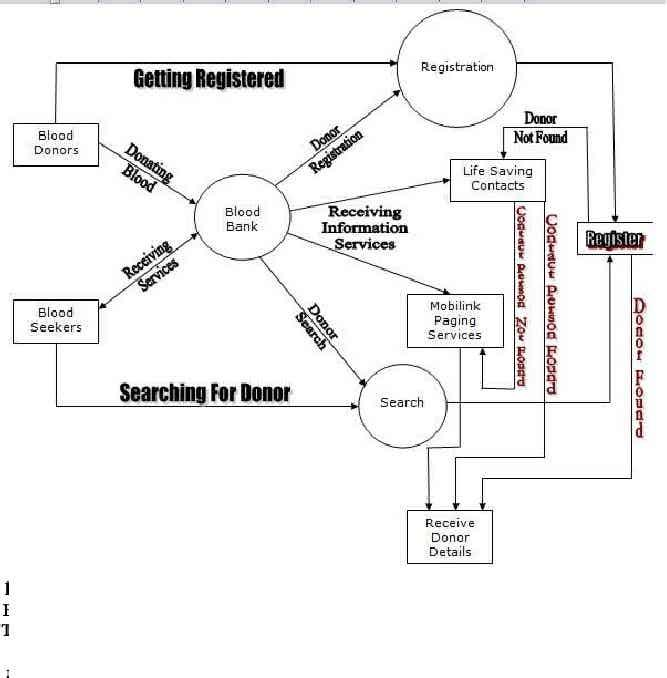 Registration
Getting Registered
Blood
Donors
Donor
Registration
Donor
Not Found
Donating
Blood
Life Saving
Contacts
Blood
Bank
Receiving
Information
Services
Register
Receiving
Services
Contact Person Not Found
Contact Person Found
Donor Found
Blood
Seekers
Donor
Search
Mobilink
Paging
Services
Searching For Donor
Search
Receive
Donor
Details